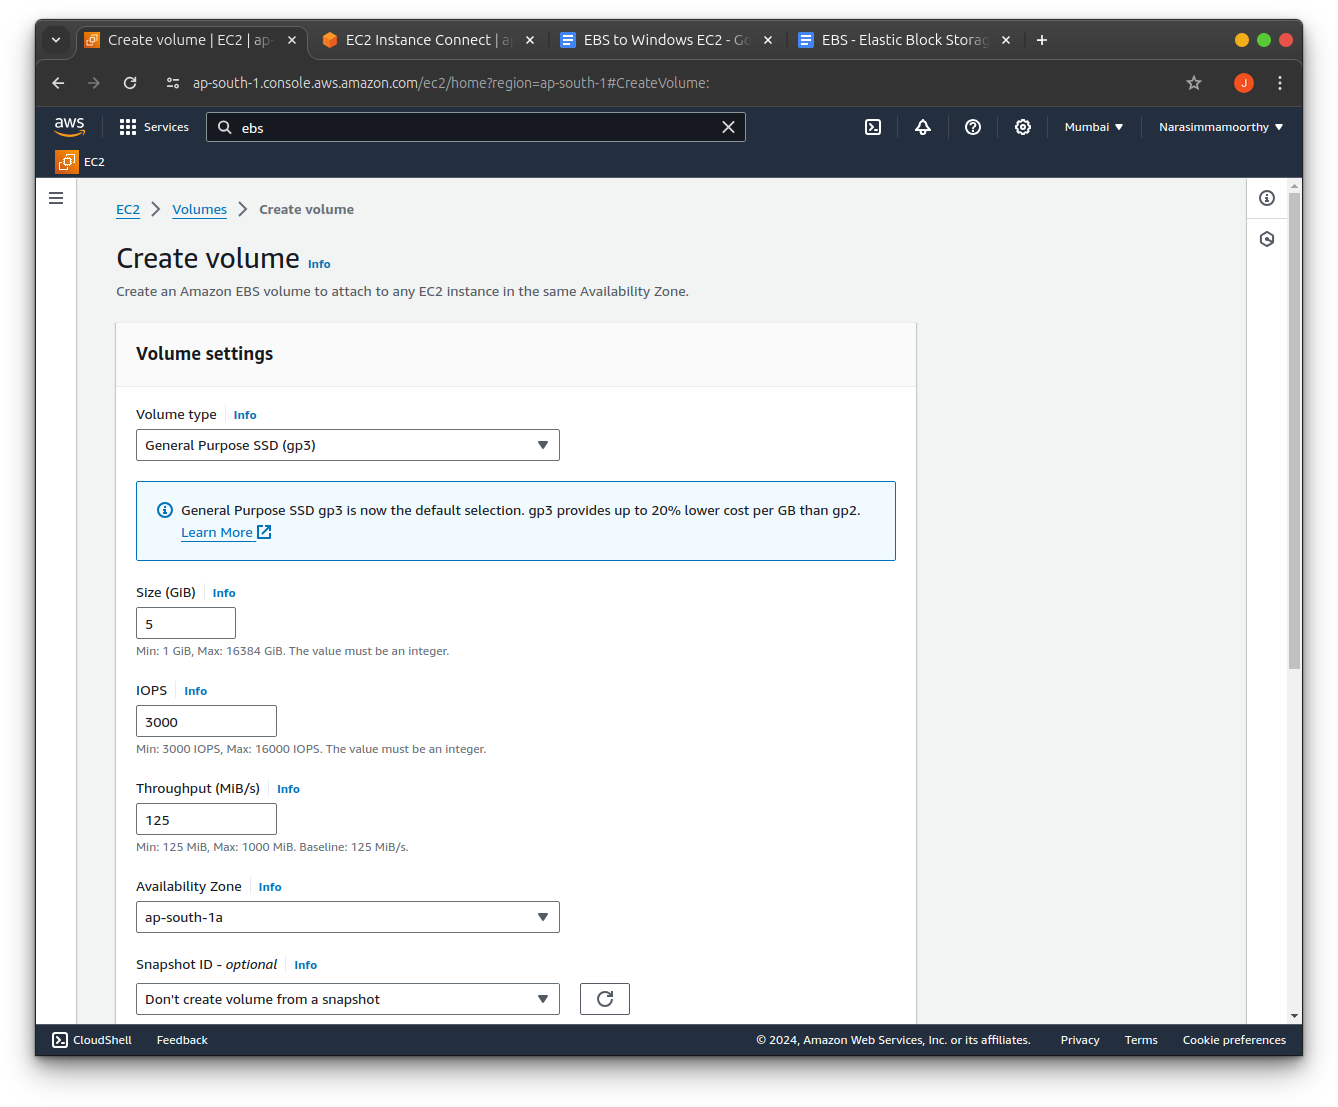 Create volume | EC2 | ap-
EC2 Instance Connect | a
EBS to Windows EC2 - Go
EBS - Elastic Block Storag
ap-south-1.console.aws.amazon.com/ec2/home?region=ap-south-1#CreateVolume:
J
aws
Services
ebs
Mumbai
Narasimmamoorthy
EC2
EC2
Volumes
Create volume
Create volume Info
Create an Amazon EBS volume to attach to any EC2 instance in the same Availability Zone.
Volume settings
Volume type Info
General Purpose SSD (gp3)
General Purpose SSD gp3 is now the default selection. gp3 provides up to 20% lower cost per GB than gp2.
Learn More
Size (GiB) Info
5
Min: 1 GiB, Max: 16384 GiB. The value must be an integer.
IOPS Info
3000
Min: 3000 IOPS, Max: 16000 IOPS. The value must be an integer.
Throughput (MiB/s) Info
125
Min: 125 MiB, Max: 1000 MiB. Baseline: 125 MiB/s.
Availability Zone Info
ap-south-1a
Snapshot ID - optional Info
Don't create volume from a snapshot
CloudShell Feedback © 2024, Amazon Web Services, Inc. or its affiliates. Privacy Terms Cookie preferences